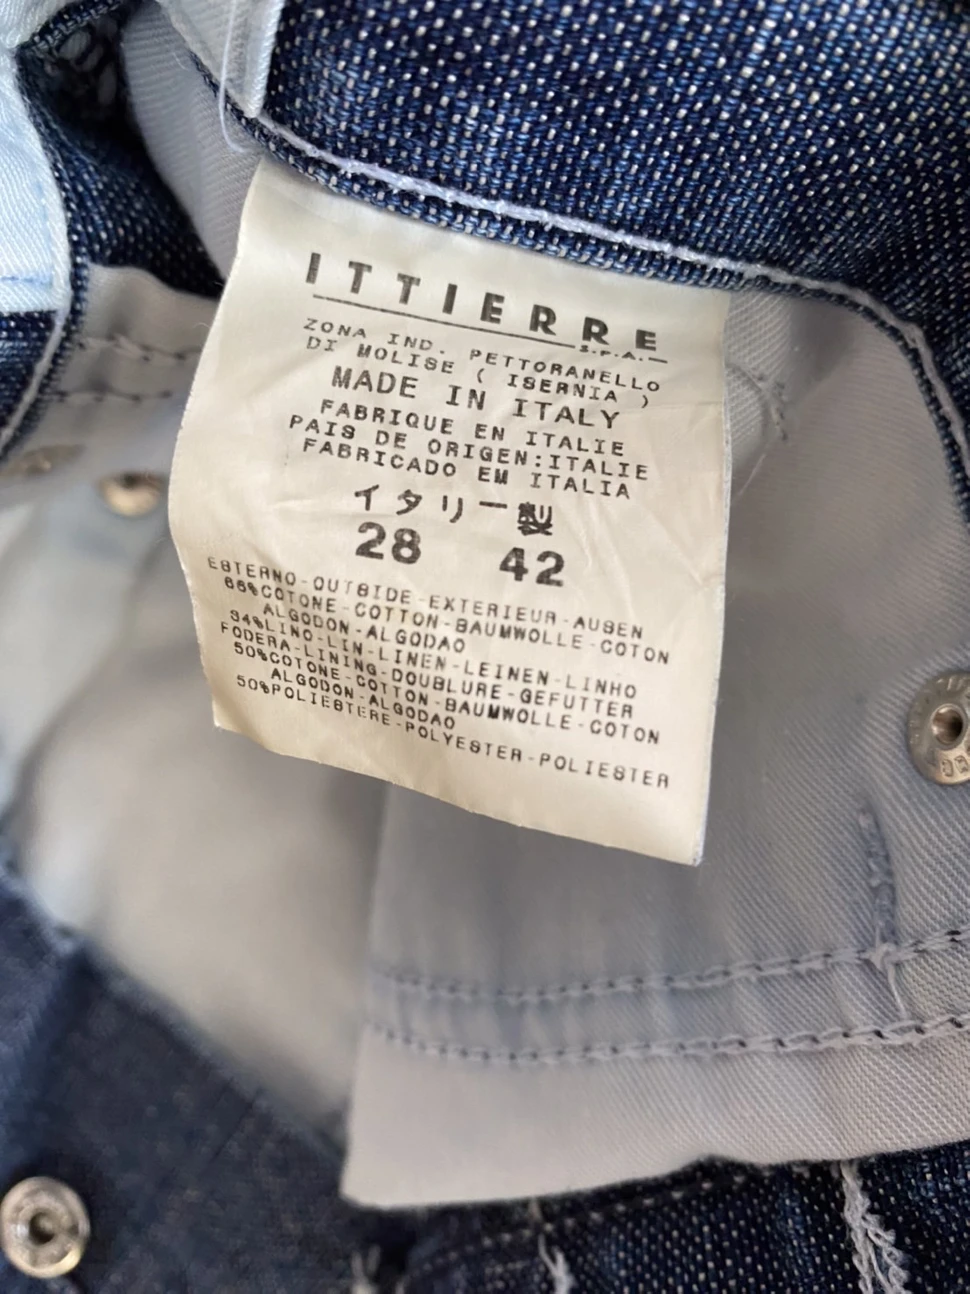 ITTIERRE
S.P.A.
ZONA IND. PETTORANELLO
DI MOLISE ( ISERNIA )
MADE IN ITALY
FABRIQUE EN ITALIE
PAIS DE ORIGEN:ITALIE
FABRICADO EM ITALIA
イタリー製
28 42
ESTERNO-OUTSIDE-EXTERIEUR-AUSEN
66%COTONE-COTTON-BAUMWOLLE-COTON
ALGODON-ALGODAO
34%LINO-LIN-LINEN-LEINEN-LINHO
FODERA-LINING-DOUBLURE-GEFUTTER
50%COTONE-COTTON-BAUMWOLLE-COTON
ALGODON-ALGODAO
50%POLIESTERE-POLYESTER-POLIESTER